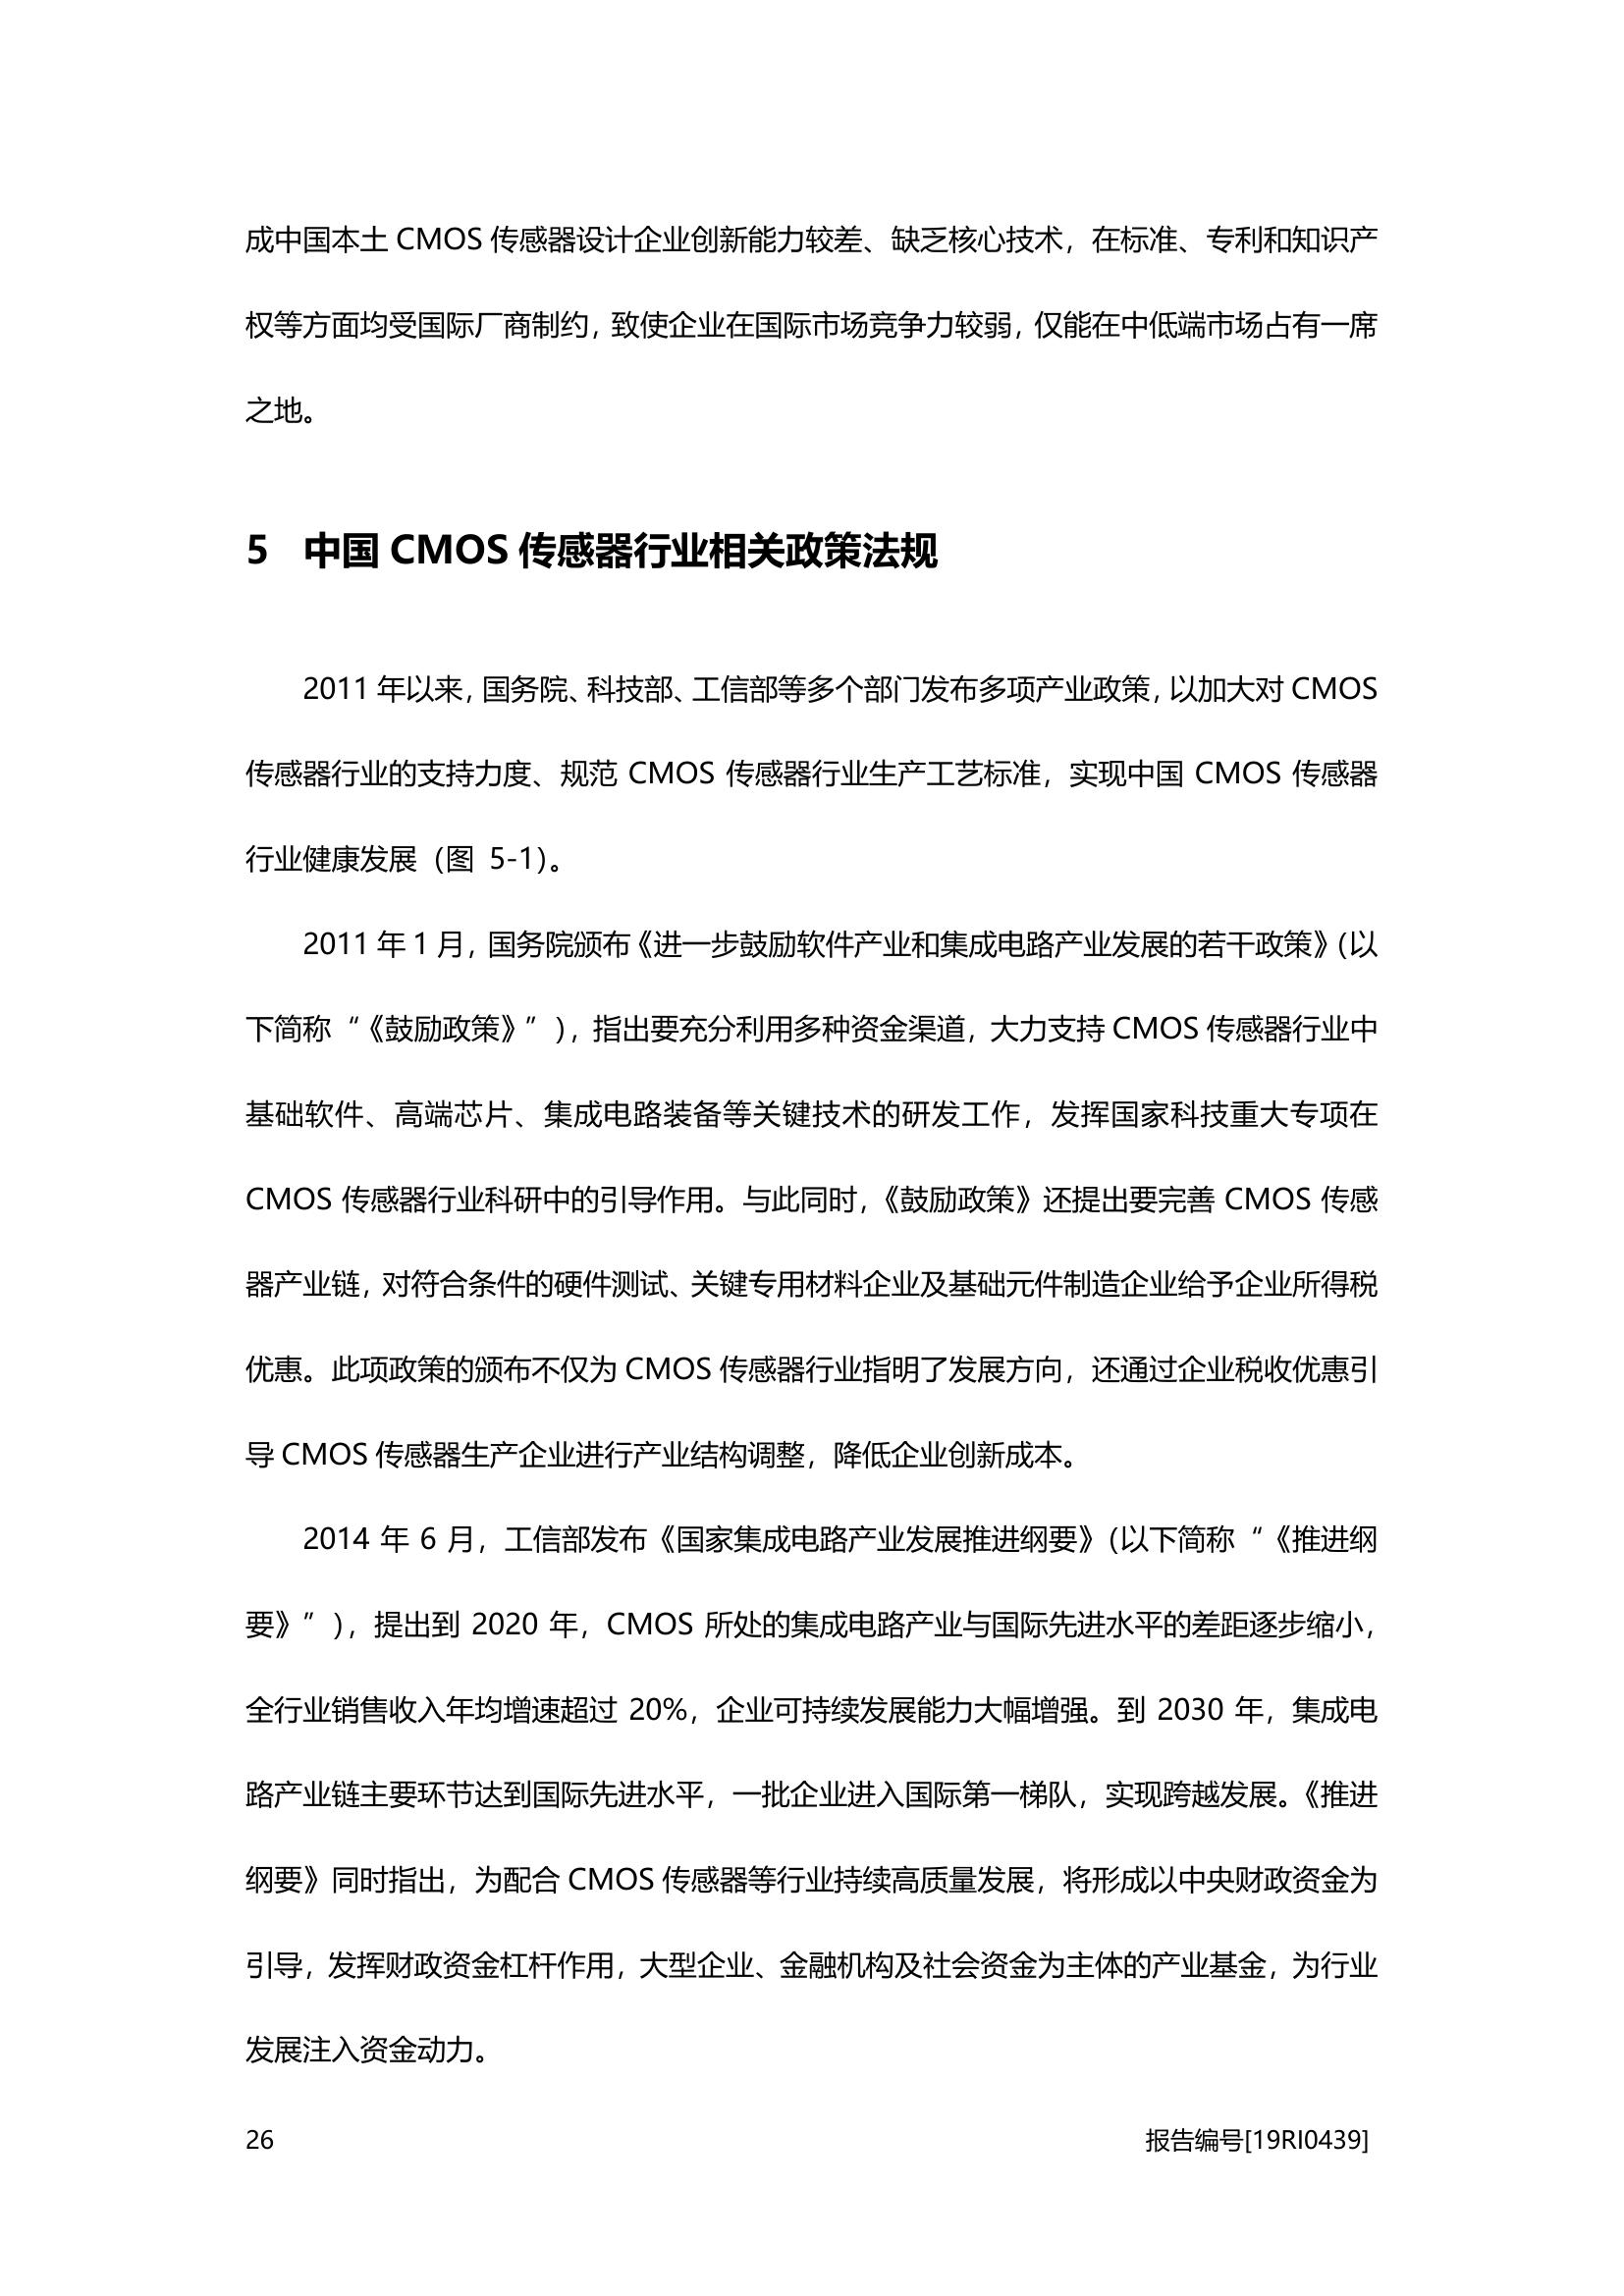 成中国本土 CMOS 传感器设计企业创新能力较差、缺乏核心技术，在标准、专利和知识产
权等方面均受国际厂商制约，致使企业在国际市场竞争力较弱，仅能在中低端市场占有一席
之地。
5 中国 CMOS 传感器行业相关政策法规
2011 年以来，国务院、科技部、工信部等多个部门发布多项产业政策，以加大对 CMOS
传感器行业的支持力度、规范 CMOS 传感器行业生产工艺标准，实现中国 CMOS 传感器
行业健康发展（图 5-1）。
2011 年 1 月，国务院颁布《进一步鼓励软件产业和集成电路产业发展的若干政策》（以
下简称“《鼓励政策》”），指出要充分利用多种资金渠道，大力支持 CMOS 传感器行业中
基础软件、高端芯片、集成电路装备等关键技术的研发工作，发挥国家科技重大专项在
CMOS 传感器行业科研中的引导作用。与此同时，《鼓励政策》还提出要完善 CMOS 传感
器产业链，对符合条件的硬件测试、关键专用材料企业及基础元件制造企业给予企业所得税
优惠。此项政策的颁布不仅为 CMOS 传感器行业指明了发展方向，还通过企业税收优惠引
导 CMOS 传感器生产企业进行产业结构调整，降低企业创新成本。
2014 年 6 月，工信部发布《国家集成电路产业发展推进纲要》（以下简称“《推进纲
要》”），提出到 2020 年，CMOS 所处的集成电路产业与国际先进水平的差距逐步缩小，
全行业销售收入年均增速超过 20%，企业可持续发展能力大幅增强。到 2030 年，集成电
路产业链主要环节达到国际先进水平，一批企业进入国际第一梯队，实现跨越发展。《推进
纲要》同时指出，为配合 CMOS 传感器等行业持续高质量发展，将形成以中央财政资金为
引导，发挥财政资金杠杆作用，大型企业、金融机构及社会资金为主体的产业基金，为行业
发展注入资金动力。
26 报告编号[19RI0439]